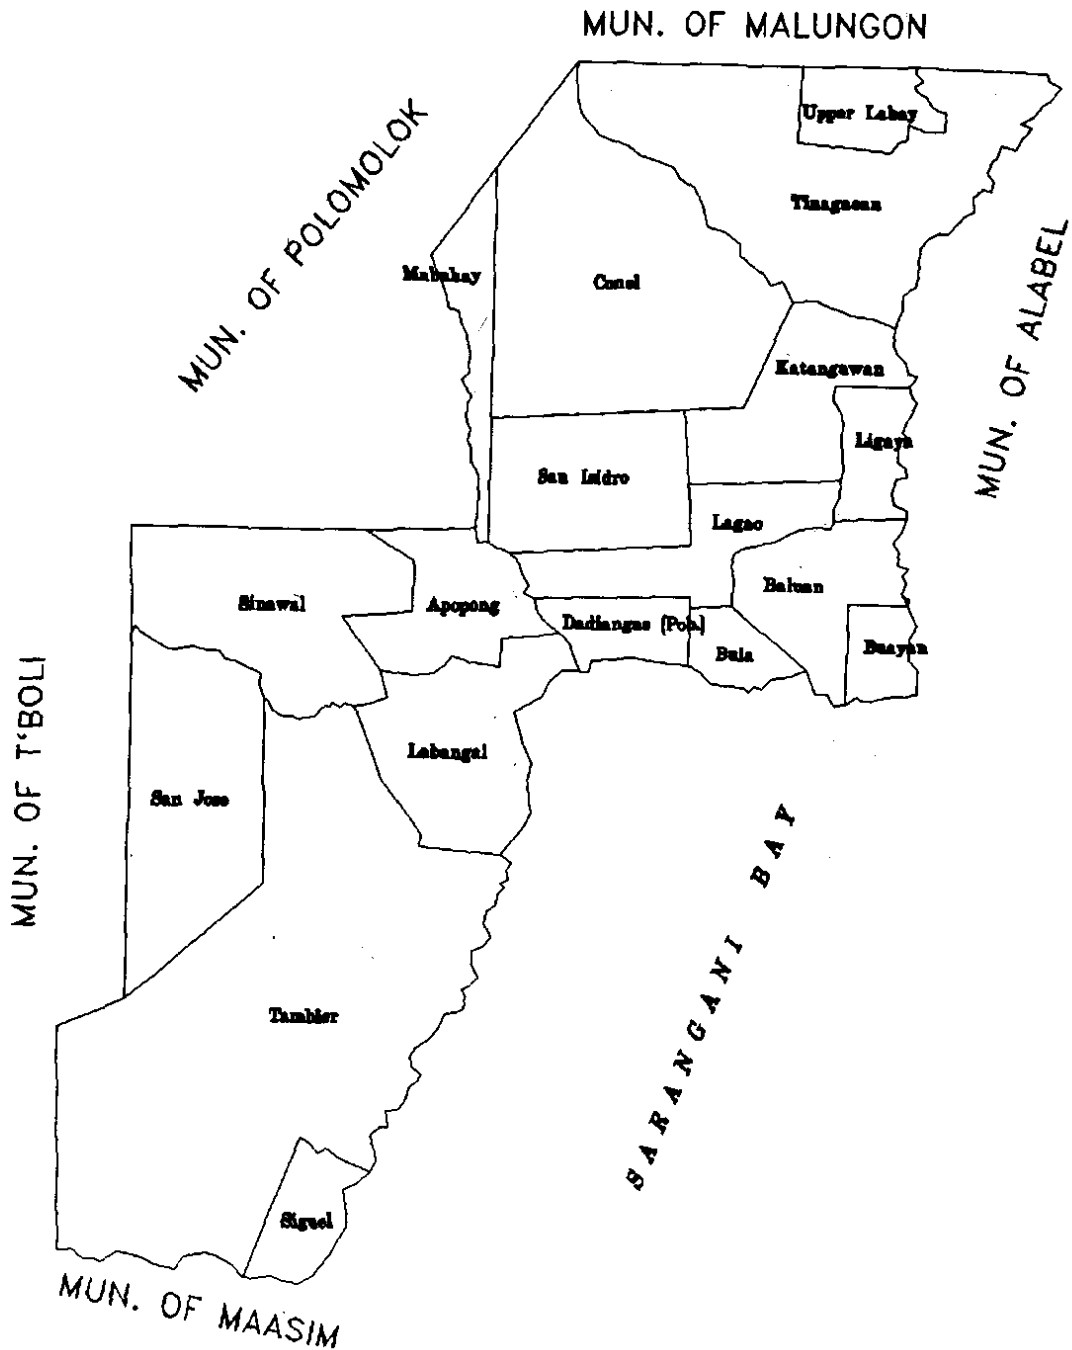 MUN. OF MALUNGON
MUN. OF POLOMOLOK
Upper Labay
Tinagacan
MUN. OF ALABEL
Mabuhay
Conel
Katangawan
Ligaya
San Isidro
Lagao
Baluan
Sinawal
Apopong
Dadiangas (Pob.)
Bula
Buayan
MUN. OF T'BOLI
Labangal
San Jose
SARANGANI BAY
Tambler
Siguel
MUN. OF MAASIM